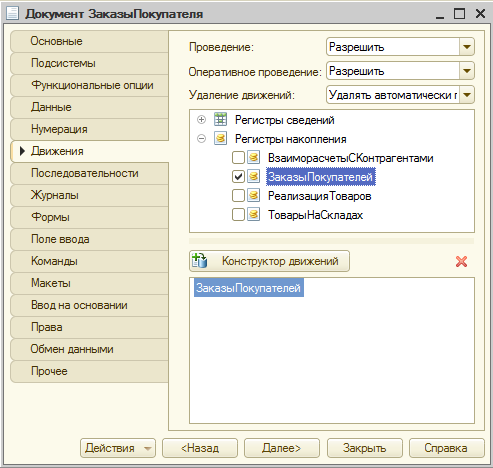 Документ ЗаказыПокупателя
Основные
Подсистемы
Функциональные опции
Данные
Нумерация
Движения
Последовательности
Журналы
Формы
Поле ввода
Команды
Макеты
Ввод на основании
Права
Обмен данными
Прочее
Проведение: Разрешить
Оперативное проведение: Разрешить
Удаление движений: Удалять автоматически г
Регистры сведений
Регистры накопления
ВзаиморасчетыСКонтрагентами
ЗаказыПокупателей
РеализацияТоваров
ТоварыНаСкладах
Конструктор движений
ЗаказыПокупателей
Действия <Назад Далее> Закрыть Справка